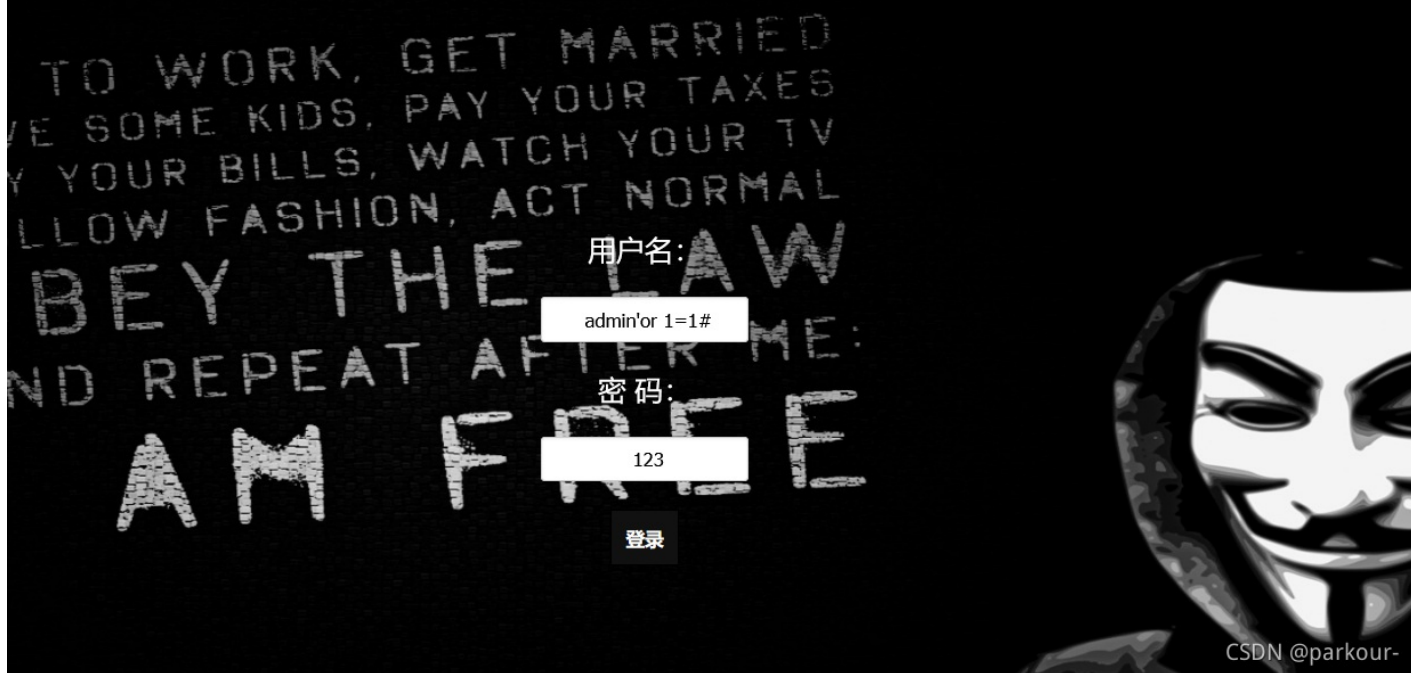 TO WORK, GET MARRIED
VE SOME KIDS, PAY YOUR TAXES
Y YOUR BILLS, WATCH YOUR TV
LLOW FASHION, ACT NORMAL
BEY THE LAW
ND REPEAT AFTER ME:
AM FREE
用户名:
admin'or 1=1#
密 码:
123
登录
CSDN @parkour-